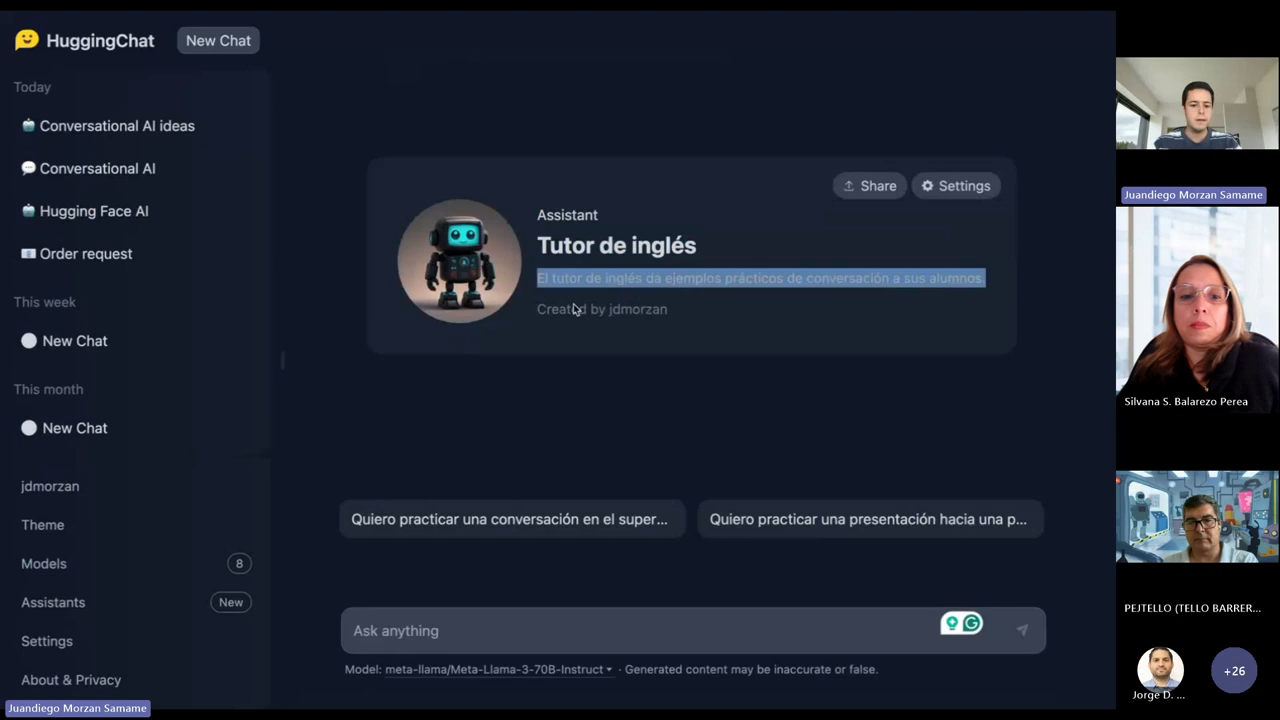 HuggingChat
New Chat
Today
Conversational AI ideas
Conversational AI
Hugging Face AI
Order request
This week
New Chat
This month
New Chat
jdmorzan
Theme
Models 8
Assistants New
Settings
About & Privacy
Juandiego Morzan Samame
Share
Settings
Assistant
Tutor de inglés
El tutor de inglés da ejemplos prácticos de conversación a sus alumnos.
Created by jdmorzan
Quiero practicar una conversación en el super...
Quiero practicar una presentación hacia una p...
Ask anything
Model: meta-llama/Meta-Llama-3-70B-Instruct · Generated content may be inaccurate or false.
Juandiego Morzan Samame
Silvana S. Balarezo Perea
PEJTELLO (TELLO BARRER...
Jorge D. ...
+26